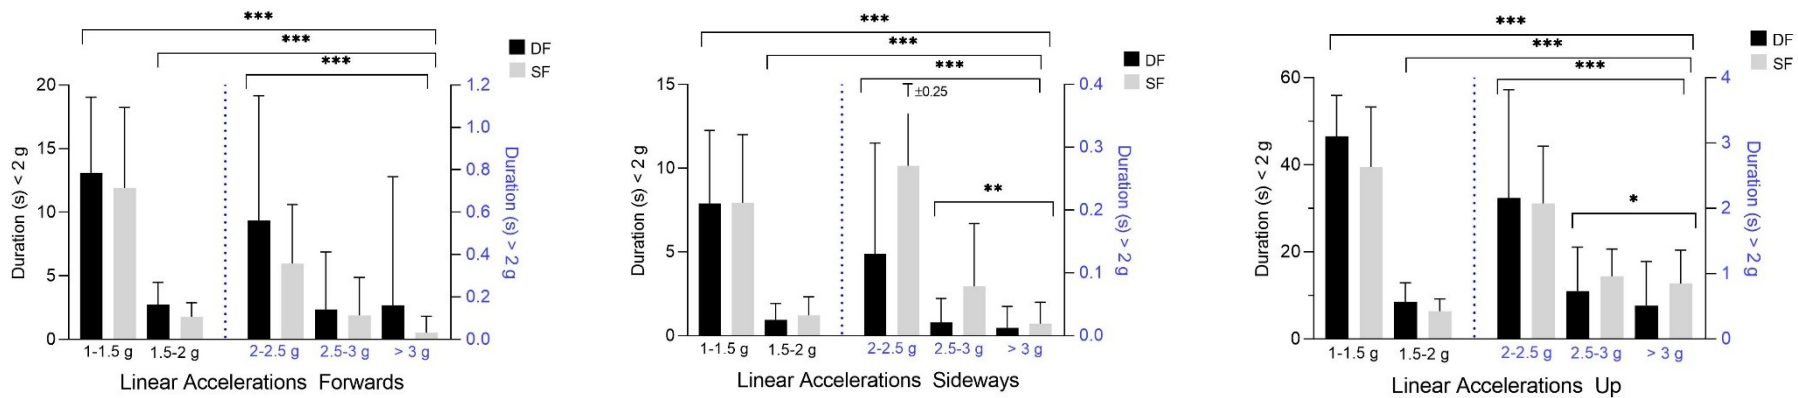 ***
***
***
DF
SF
Duration (s) < 2 g
20
15
10
5
0
1.2
1.0
0.8
0.6
0.4
0.2
0.0
Duration (s) > 2 g
1-1.5 g 1.5-2 g 2-2.5 g 2.5-3 g > 3 g
Linear Accelerations Forwards
***
***
***
DF
SF
±0.25
**
Duration (s) < 2 g
15
10
5
0
0.4
0.3
0.2
0.1
0.0
Duration (s) > 2 g
1-1.5 g 1.5-2 g 2-2.5 g 2.5-3 g > 3 g
Linear Accelerations Sideways
***
***
***
DF
SF
*
Duration (s) < 2 g
60
40
20
0
4
3
2
1
0
Duration (s) > 2 g
1-1.5 g 1.5-2 g 2-2.5 g 2.5-3 g > 3 g
Linear Accelerations Up